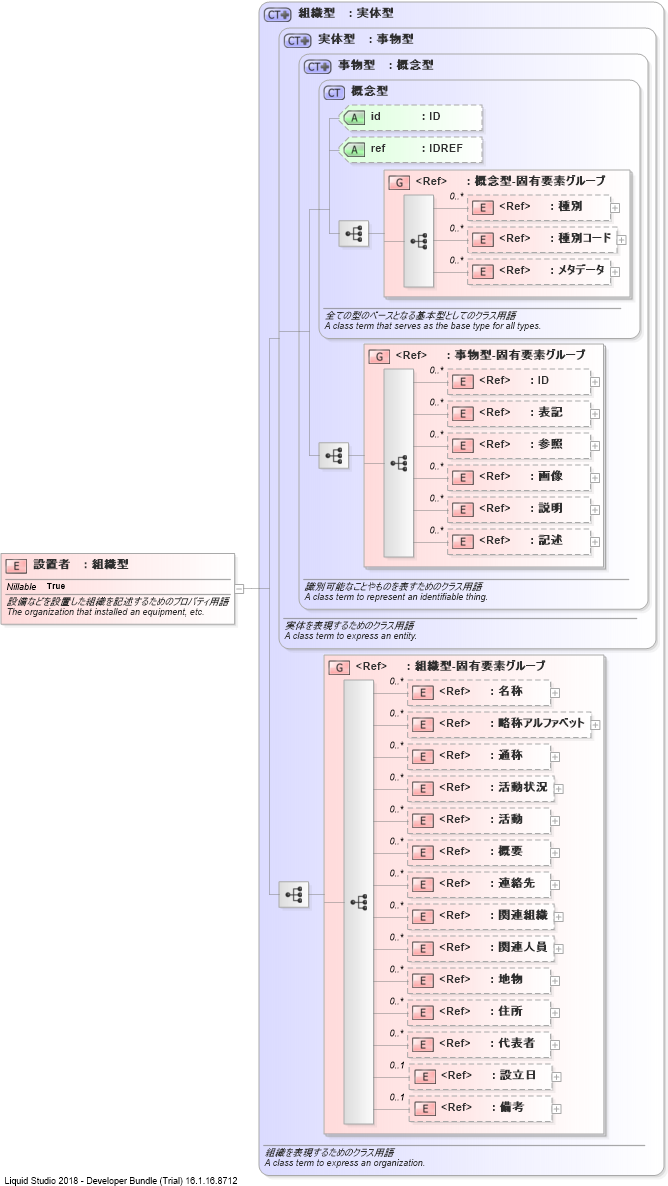 CT 組織型 : 実体型
CT 実体型 : 事物型
CT 事物型 : 概念型
CT 概念型
A id : ID
A ref : IDREF
G <Ref> : 概念型-固有要素グループ
0..*
E <Ref> : 種別
0..*
E <Ref> : 種別コード
0..*
E <Ref> : メタデータ
全ての型のベースとなる基本型としてのクラス用語
A class term that serves as the base type for all types.
G <Ref> : 事物型-固有要素グループ
0..*
E <Ref> : ID
0..*
E <Ref> : 表記
0..*
E <Ref> : 参照
0..*
E <Ref> : 画像
0..*
E <Ref> : 説明
0..*
E <Ref> : 記述
識別可能なことやものを表すためのクラス用語
A class term to represent an identifiable thing.
実体を表現するためのクラス用語
A class term to express an entity.
E 設置者 : 組織型
Nillable True
設備などを設置した組織を記述するためのプロパティ用語
The organization that installed an equipment, etc.
G <Ref> : 組織型-固有要素グループ
0..*
E <Ref> : 名称
0..*
E <Ref> : 略称アルファベット
0..*
E <Ref> : 通称
0..*
E <Ref> : 活動状況
0..*
E <Ref> : 活動
0..*
E <Ref> : 概要
0..*
E <Ref> : 連絡先
0..*
E <Ref> : 関連組織
0..*
E <Ref> : 関連人員
0..*
E <Ref> : 地物
0..*
E <Ref> : 住所
0..*
E <Ref> : 代表者
0..1
E <Ref> : 設立日
0..1
E <Ref> : 備考
組織を表現するためのクラス用語
A class term to express an organization.
Liquid Studio 2018 - Developer Bundle (Trial) 16.1.16.8712